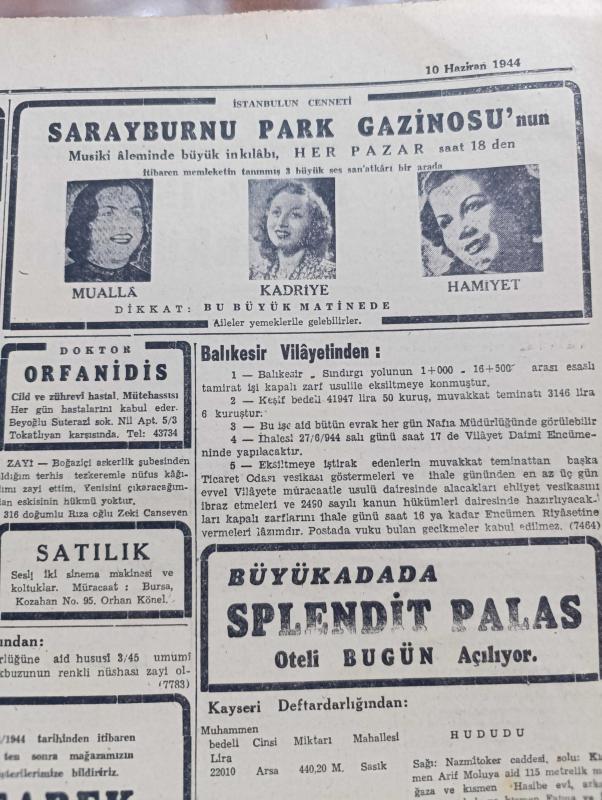 10 Haziran 1944
İSTANBULUN CENNETİ
SARAYBURNU PARK GAZİNOSU'nun
Musiki âleminde büyük inkılâbı, HER PAZAR saat 18 den
itibaren memleketin tanınmış 3 büyük ses san'atkârı bir arada
MUALLÂ
KADRİYE
HAMİYET
DİKKAT: BU BÜYÜK MATİNEDE
Aileler yemeklerile gelebilirler.
DOKTOR
ORFANİDİS
Cild ve zührevî hastal. Mütehassısı
Her gün hastalarini kabul eder.
Beyoğlu Suterazi sok. Nil Apt. 5/3
Tokatlıyan karşısında. Tel: 43734
ZAYI — Boğaziçi askerlik şubesinden
ldığım terhis tezkeremle nüfus kâğı-
lımı zayi ettim. Yenisini çıkaracağım-
lan eskisinin hükmü yoktur.
316 doğumlu Rıza oğlu Zeki Canseven
SATILIK
Sesli iki sinema makinesi ve
koltuklar. Müracaat: Bursa,
Kozahan No. 95. Orhan Könel.
ından:
rlüğüne aid hususî 3/45 umumî
kbuzunun renkli nüshası zayi ol-
(7783)
/1944 tarihinden itibaren
ten sonra mağazamızın
şterilerimize bildiririz.
Balıkesir Vilâyetinden:
1 — Balıkesir - Sındırgı yolunun 1+000 - 16+500 arası esaslı
tamirat işi kapalı zarf usulile eksiltmeye konmuştur.
2 — Keşif bedeli 41947 lira 50 kuruş, muvakkat teminatı 3146 lira
6 kuruştur.
3 — Bu işe aid bütün evrak her gün Nafıa Müdürlüğünde görülebilir
4 — İhalesi 27/6/944 salı günü saat 17 de Vilâyet Daimî Encüme-
ninde yapılacaktır.
5 — Eksiltmeye iştirak edenlerin muvakkat teminattan başka
Ticaret Odası vesikası göstermeleri ve ihale gününden en az üç gün
evvel Vilâyete müracaatle usulü dairesinde alacakları ehliyet vesikasını
ibraz etmeleri ve 2490 sayılı kanun hükümleri dairesinde hazırlıyacak-
ları kapalı zarflarını ihale günü saat 16 ya kadar Encümen Riyâsetine
vermeleri lâzımdır. Postada vuku bulan gecikmeler kabul edilmez. (7464)
BÜYÜKADADA
SPLENDİT PALAS
Oteli BUGÜN Açılıyor.
Kayseri Defterdarlığından:
Muhammen
bedeli Cinsi Miktarı Mahallesi
Lira
22010 Arsa 440,20 M. Sasık
HUDUDU
Sağı: Nazmitoker caddesi, solu:
men Arif Moluya aid 115 metrelik
ğaza ve kısmen Hasibe evi,